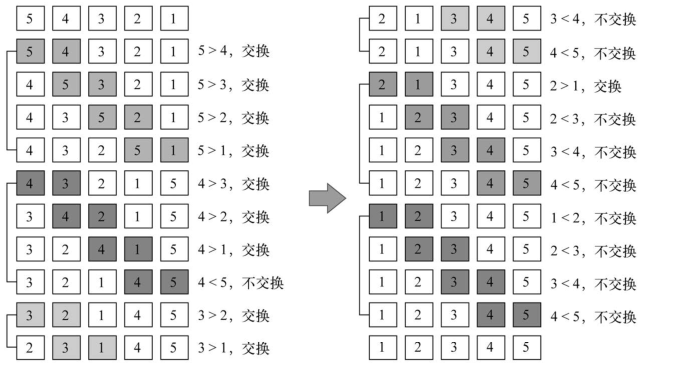 5 4 3 2 1
5 4 3 2 1 5 > 4，交换
4 5 3 2 1 5 > 3，交换
4 3 5 2 1 5 > 2，交换
4 3 2 5 1 5 > 1，交换
4 3 2 1 5 4 > 3，交换
3 4 2 1 5 4 > 2，交换
3 2 4 1 5 4 > 1，交换
3 2 1 4 5 4 < 5，不交换
3 2 1 4 5 3 > 2，交换
2 3 1 4 5 3 > 1，交换
2 1 3 4 5 3 < 4，不交换
2 1 3 4 5 4 < 5，不交换
2 1 3 4 5 2 > 1，交换
1 2 3 4 5 2 < 3，不交换
1 2 3 4 5 3 < 4，不交换
1 2 3 4 5 4 < 5，不交换
1 2 3 4 5 1 < 2，不交换
1 2 3 4 5 2 < 3，不交换
1 2 3 4 5 3 < 4，不交换
1 2 3 4 5 4 < 5，不交换
1 2 3 4 5